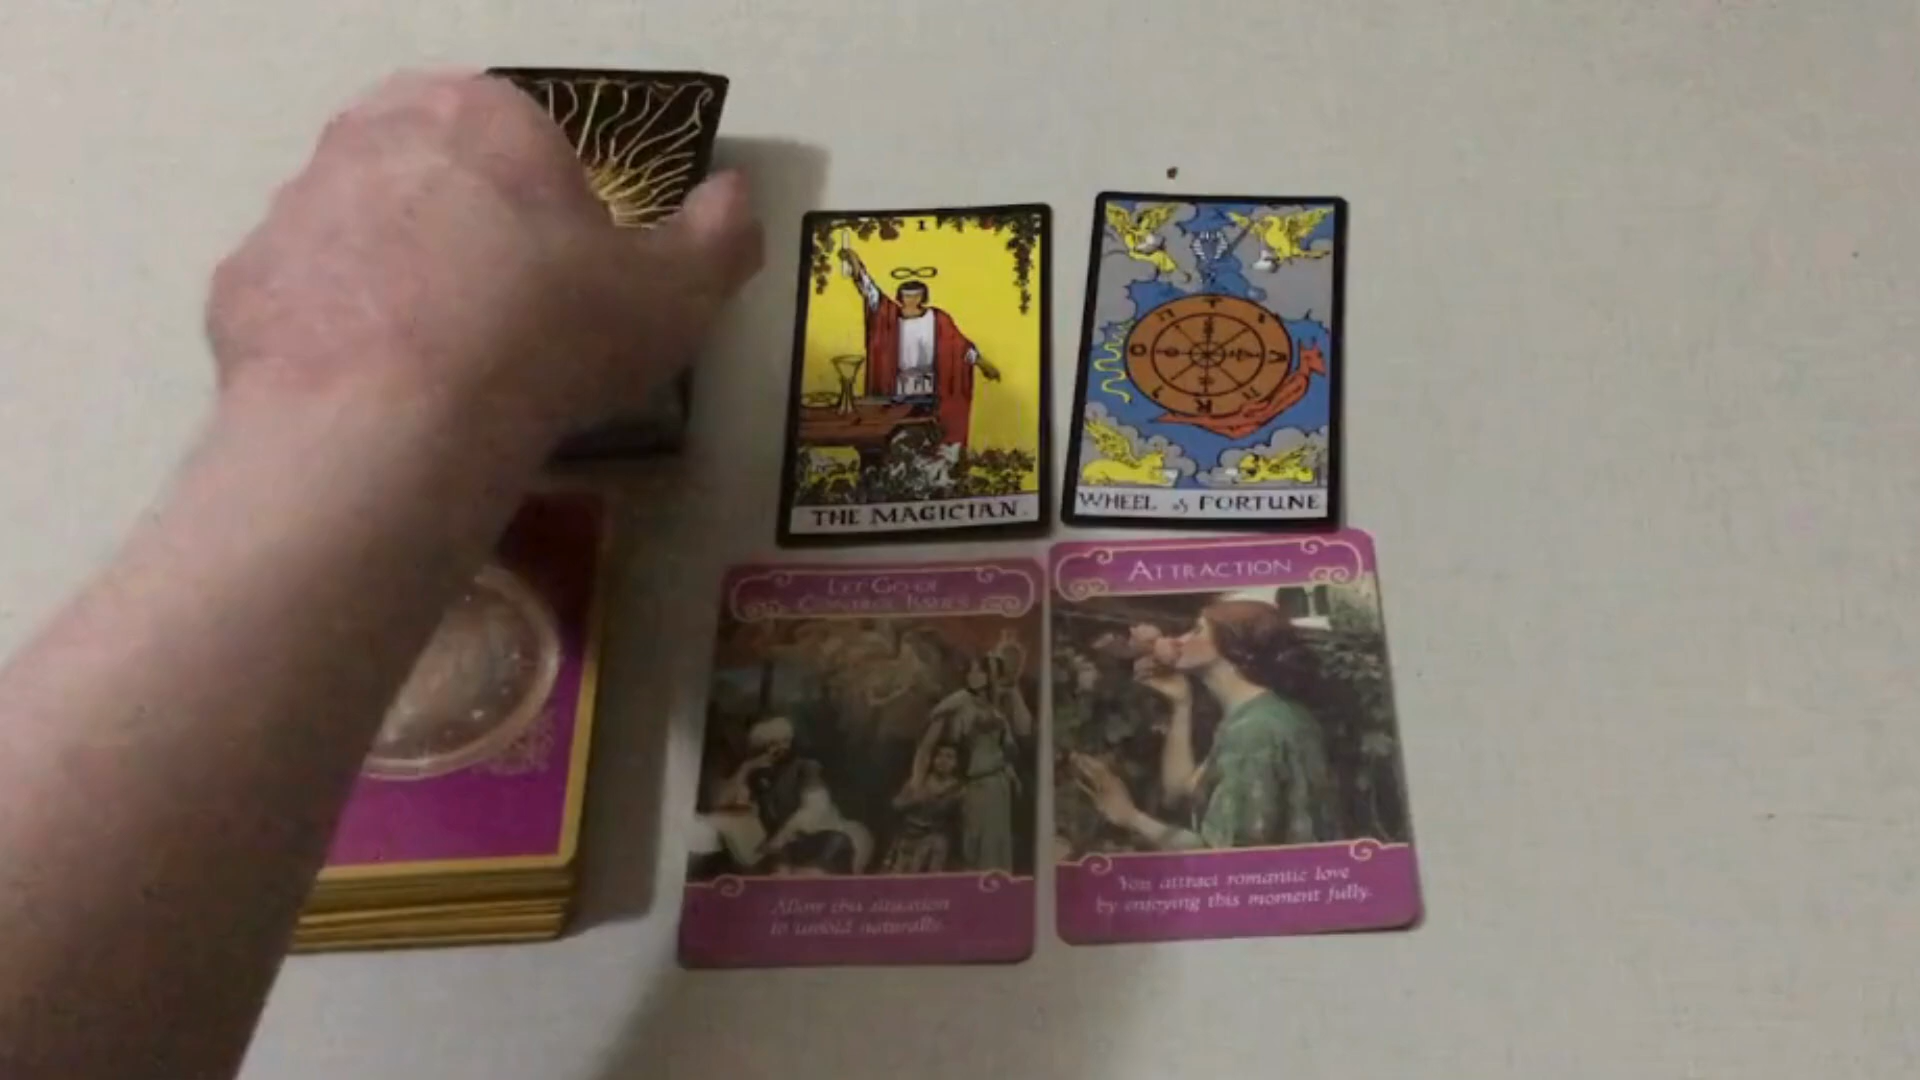 I
THE MAGICIAN.
WHEEL of FORTUNE
LET GO OF
CONTROL ISSUES
Allow this situation
to unfold naturally.
ATTRACTION
You attract romantic love
by enjoying this moment fully.